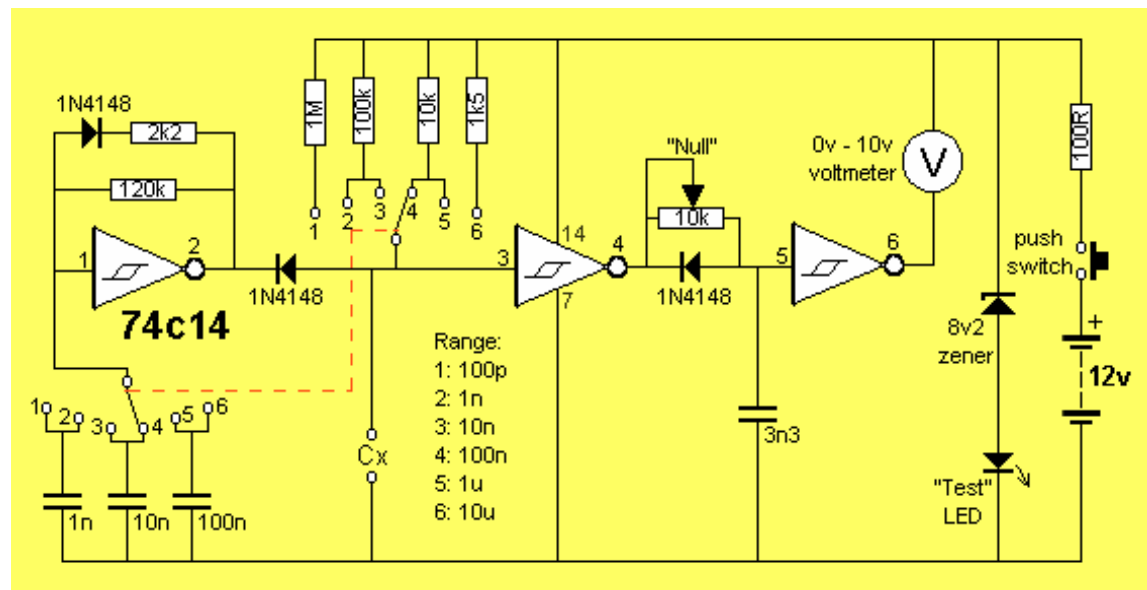 1N4148
2k2
120k
1
2
74c14
1N4148
1M
100k
10k
1k5
1
2
3
4
5
6
3
14
7
4
"Null"
10k
1N4148
5
6
0v - 10v
voltmeter
V
100R
push
switch
+
12v
8v2
zener
"Test"
LED
3n3
Cx
Range:
1: 100p
2: 1n
3: 10n
4: 100n
5: 1u
6: 10u
1
2
3
4
5
6
1n
10n
100n